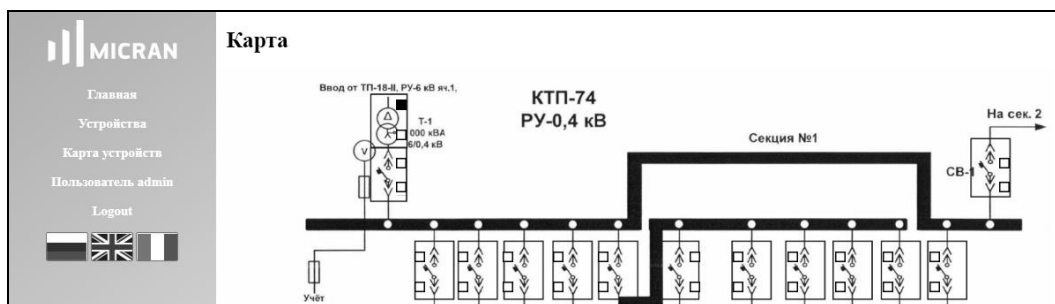 MICRAN
Главная
Устройства
Карта устройств
Пользователь admin
Logout
Карта
Ввод от ТП-18-II, РУ-6 кВ яч.1,
Т-1
000 кВА
6/0,4 кВ
V
КТП-74
РУ-0,4 кВ
Секция №1
На сек. 2
СВ-1
Учёт